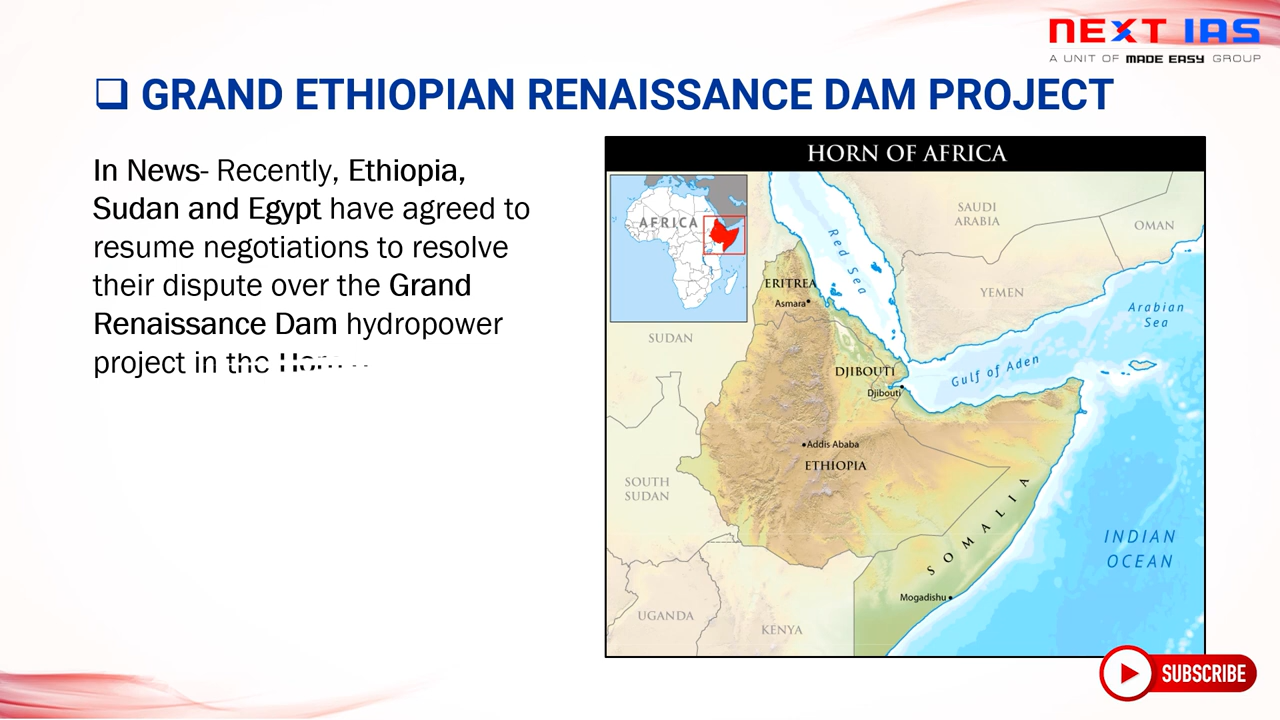 NEXT IAS
A UNIT OF MADE EASY GROUP
GRAND ETHIOPIAN RENAISSANCE DAM PROJECT
In News- Recently, Ethiopia,
Sudan and Egypt have agreed to
resume negotiations to resolve
their dispute over the Grand
Renaissance Dam hydropower
project in the
HORN OF AFRICA
AFRICA
Red Sea
SAUDI
ARABIA
OMAN
ERITREA
Asmara
YEMEN
Arabian
Sea
SUDAN
DJIBOUTI
Gulf of Aden
Djibouti
Addis Ababa
ETHIOPIA
SOUTH
SUDAN
SOMALIA
INDIAN
OCEAN
Mogadishu
UGANDA
KENYA
SUBSCRIBE